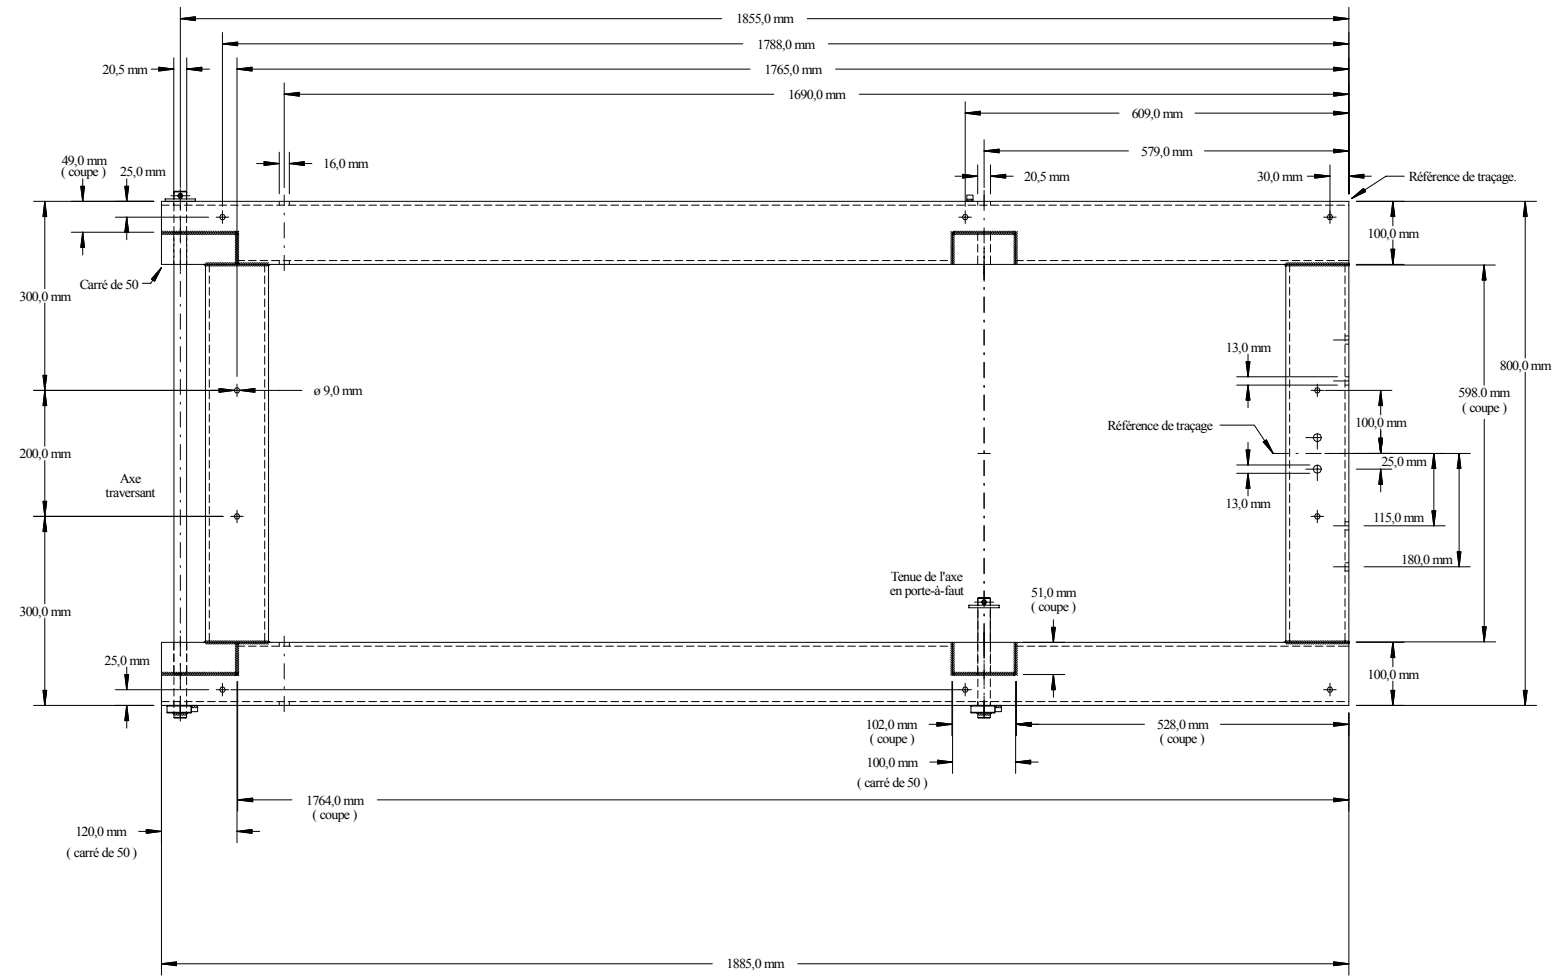 1855,0 mm
1788,0 mm
20,5 mm
1765,0 mm
1690,0 mm
609,0 mm
579,0 mm
49,0 mm
( coupe )
25,0 mm
16,0 mm
20,5 mm
30,0 mm
Référence de traçage.
100,0 mm
Carré de 50
300,0 mm
13,0 mm
800,0 mm
ø 9,0 mm
598.0 mm
( coupe )
100,0 mm
Référence de traçage
200,0 mm
25,0 mm
Axe
traversant
13,0 mm
115,0 mm
180,0 mm
Tenue de l'axe
en porte-à-faut
51,0 mm
( coupe )
300,0 mm
25,0 mm
100,0 mm
102,0 mm
( coupe )
528,0 mm
( coupe )
100,0 mm
( carré de 50 )
1764,0 mm
( coupe )
120,0 mm
( carré de 50 )
1885,0 mm